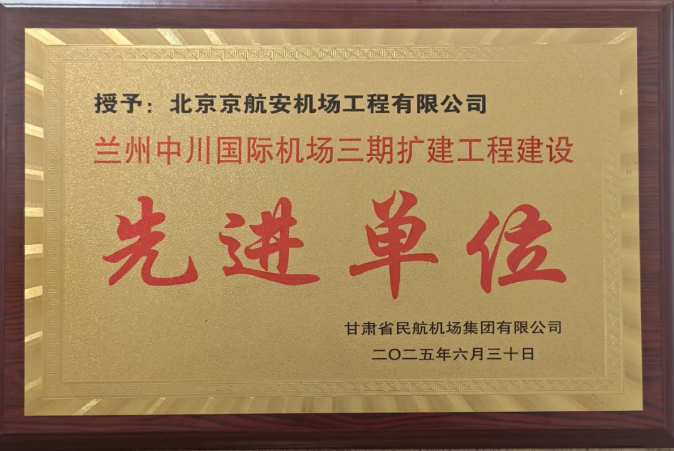 授予：北京京航安机场工程有限公司
兰州中川国际机场三期扩建工程建设
先进单位
甘肃省民航机场集团有限公司
二〇二五年六月三十日